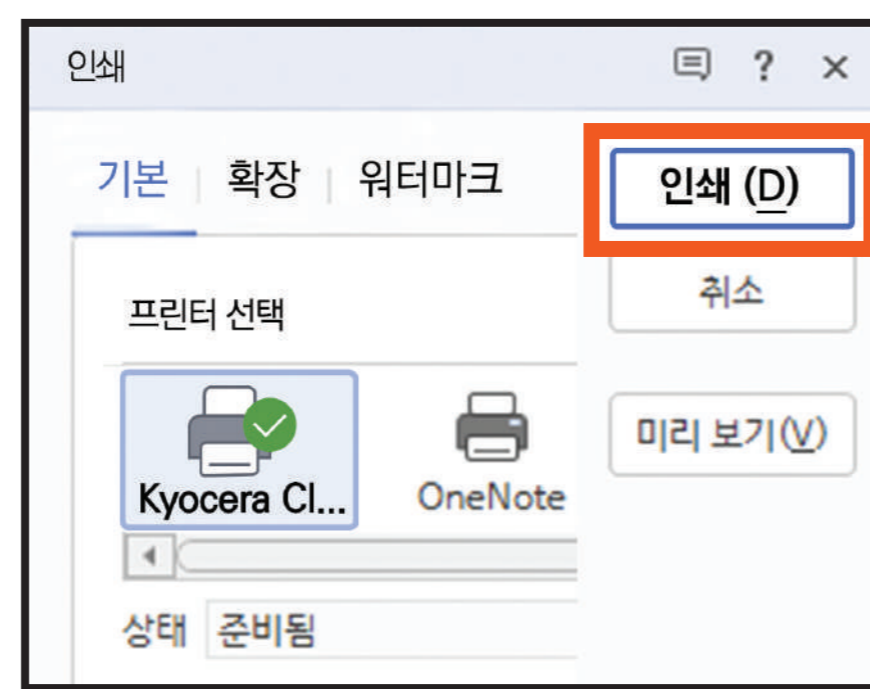 인쇄 ? ×
기본 | 확장 | 워터마크
인쇄 (D)
취소
프린터 선택
미리 보기(V)
Kyocera Cl... OneNote
상태 준비됨